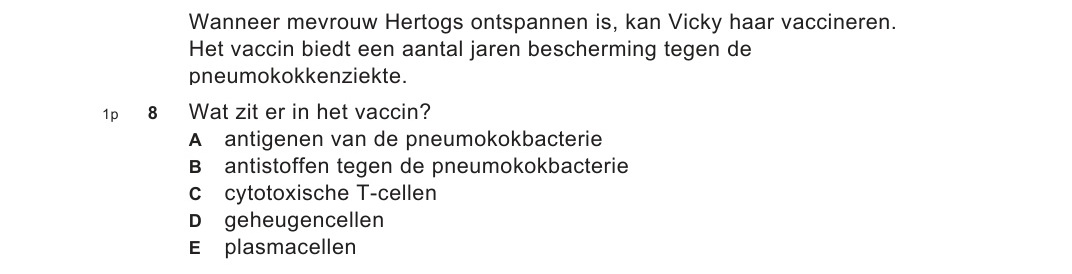 Wanneer mevrouw Hertogs ontspannen is, kan Vicky haar vaccineren.
Het vaccin biedt een aantal jaren bescherming tegen de
pneumokokkenziekte.
1p 8 Wat zit er in het vaccin?
A antigenen van de pneumokokbacterie
B antistoffen tegen de pneumokokbacterie
C cytotoxische T-cellen
D geheugencellen
E plasmacellen